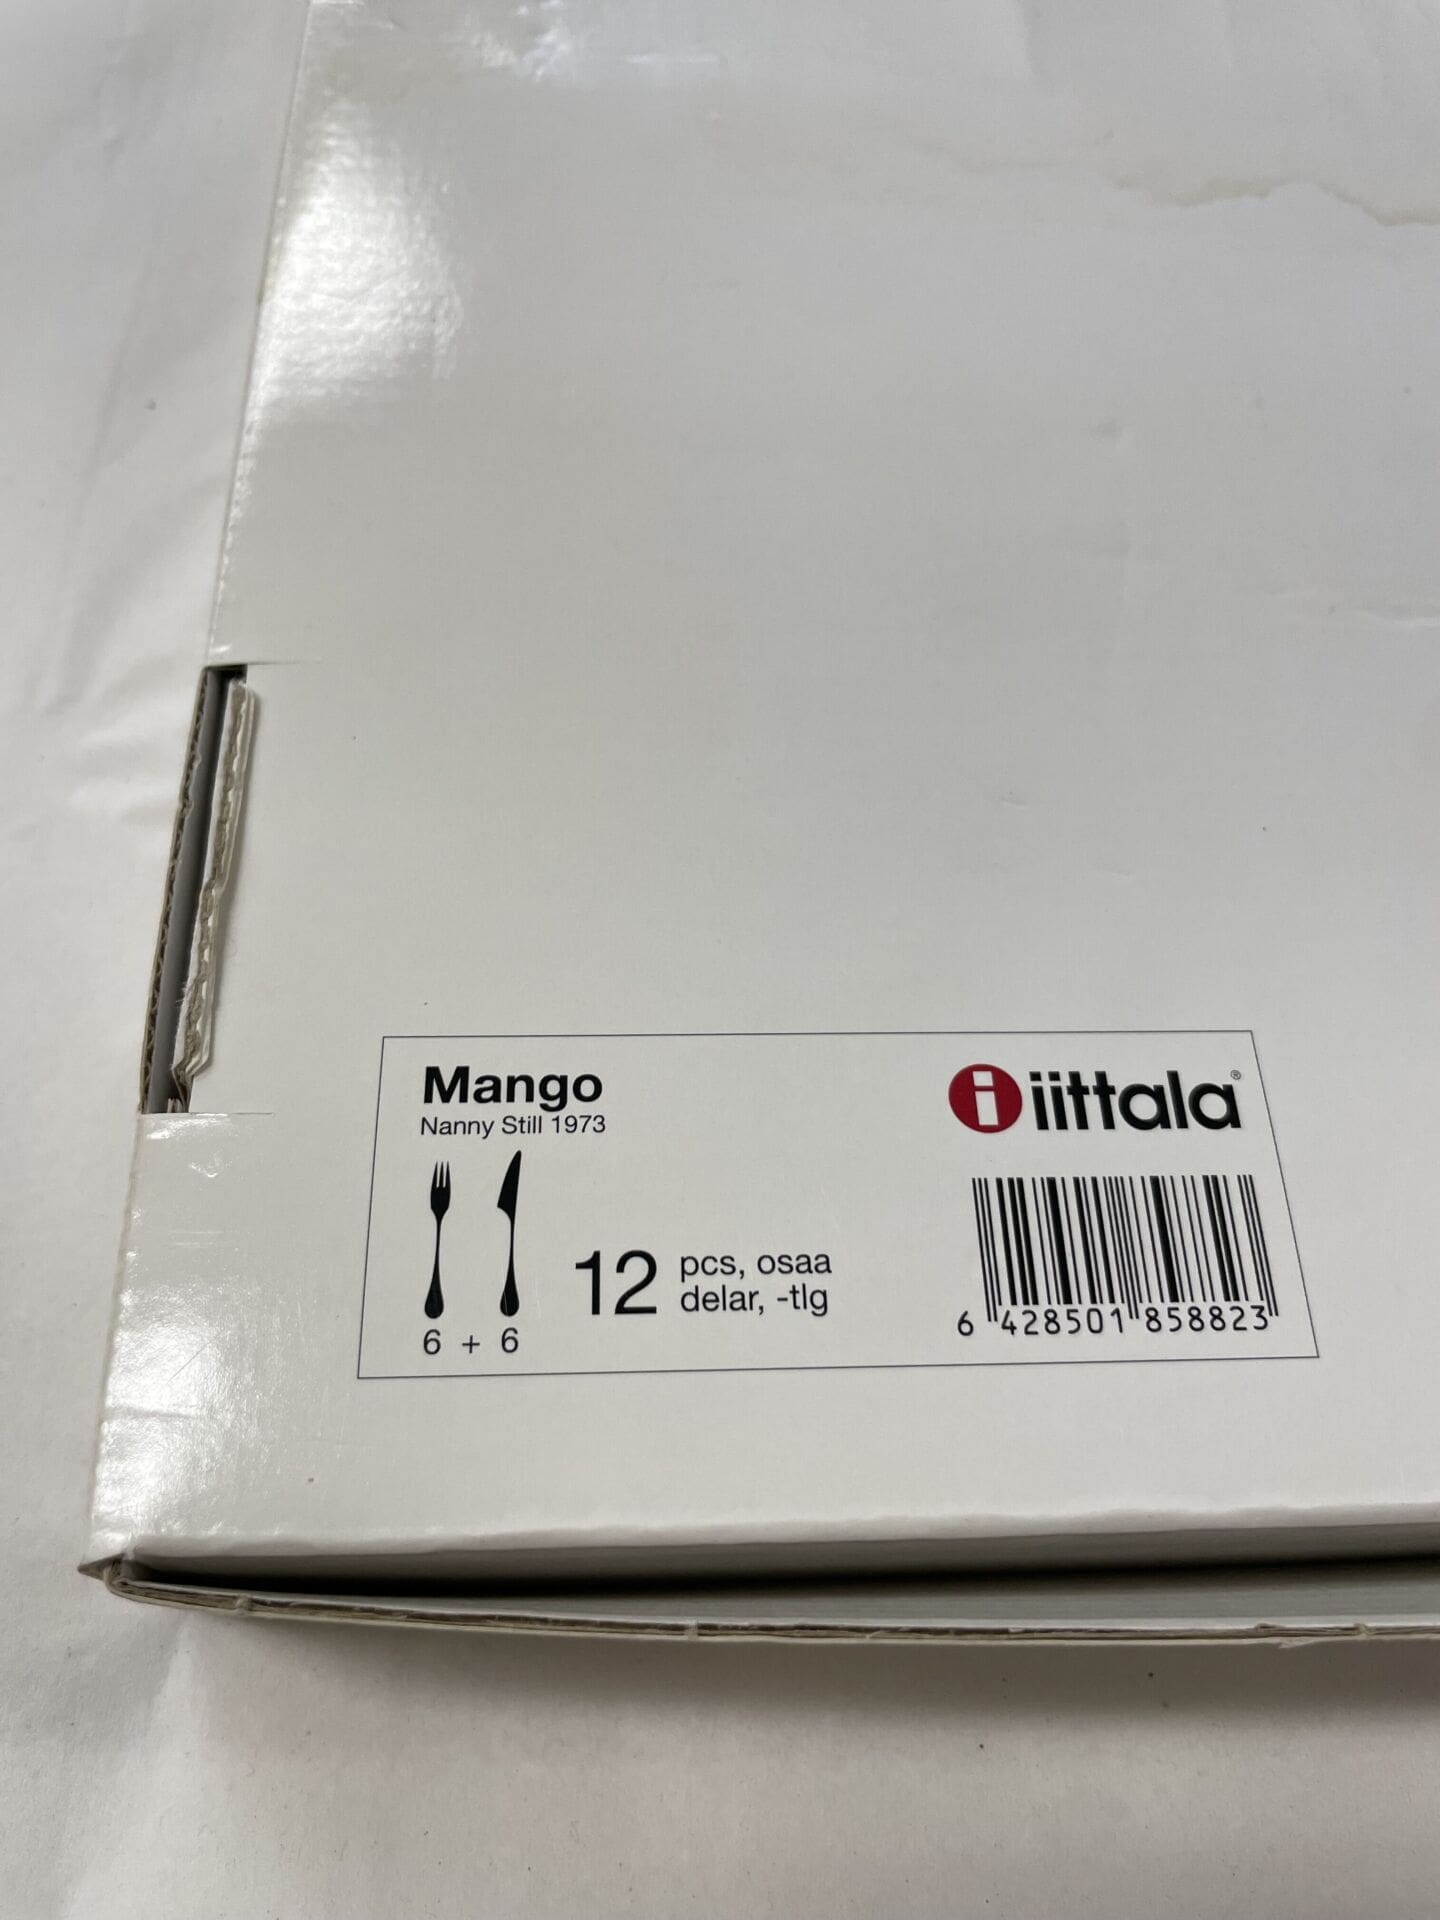 Mango
Nanny Still 1973
iittala®
12 pcs, osaa
delar, -tlg
6 + 6
6 428501 858823